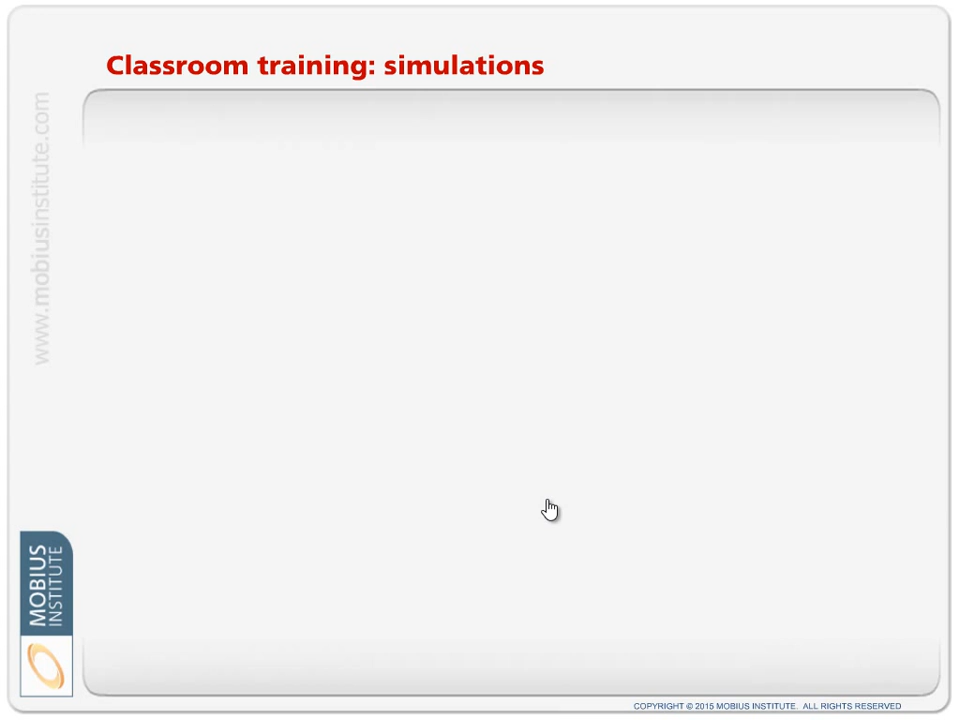 Classroom training: simulations
www.mobiusinstitute.com
MOBIUS
INSTITUTE
COPYRIGHT © 2015 MOBIUS INSTITUTE. ALL RIGHTS RESERVED